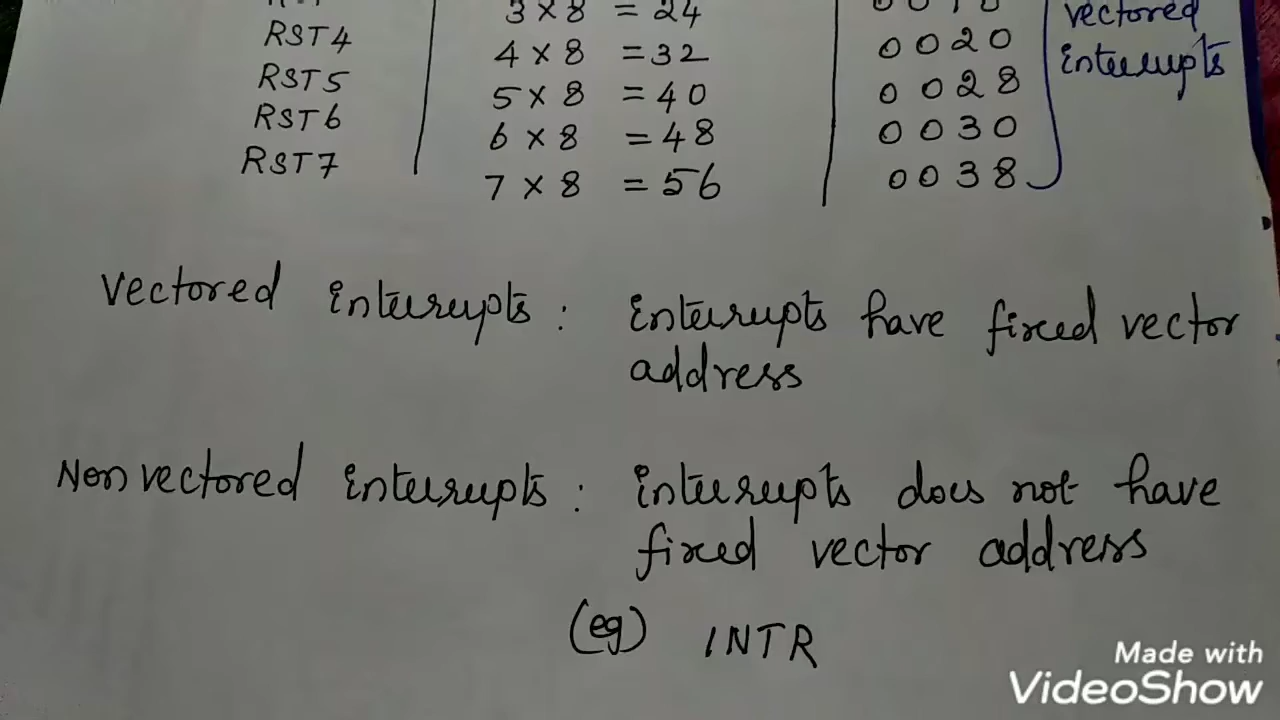 3 × 8 = 24
vectored
RST4 4 × 8 = 32 0020 interrupts
RST5 5 × 8 = 40 0028
RST6 6 × 8 = 48 0030
RST7 7 × 8 = 56 0038
Vectored interrupts : interrupts have fixed vector
address
Non vectored interrupts : interrupts does not have
fixed vector address
(eg) INTR
Made with
VideoShow